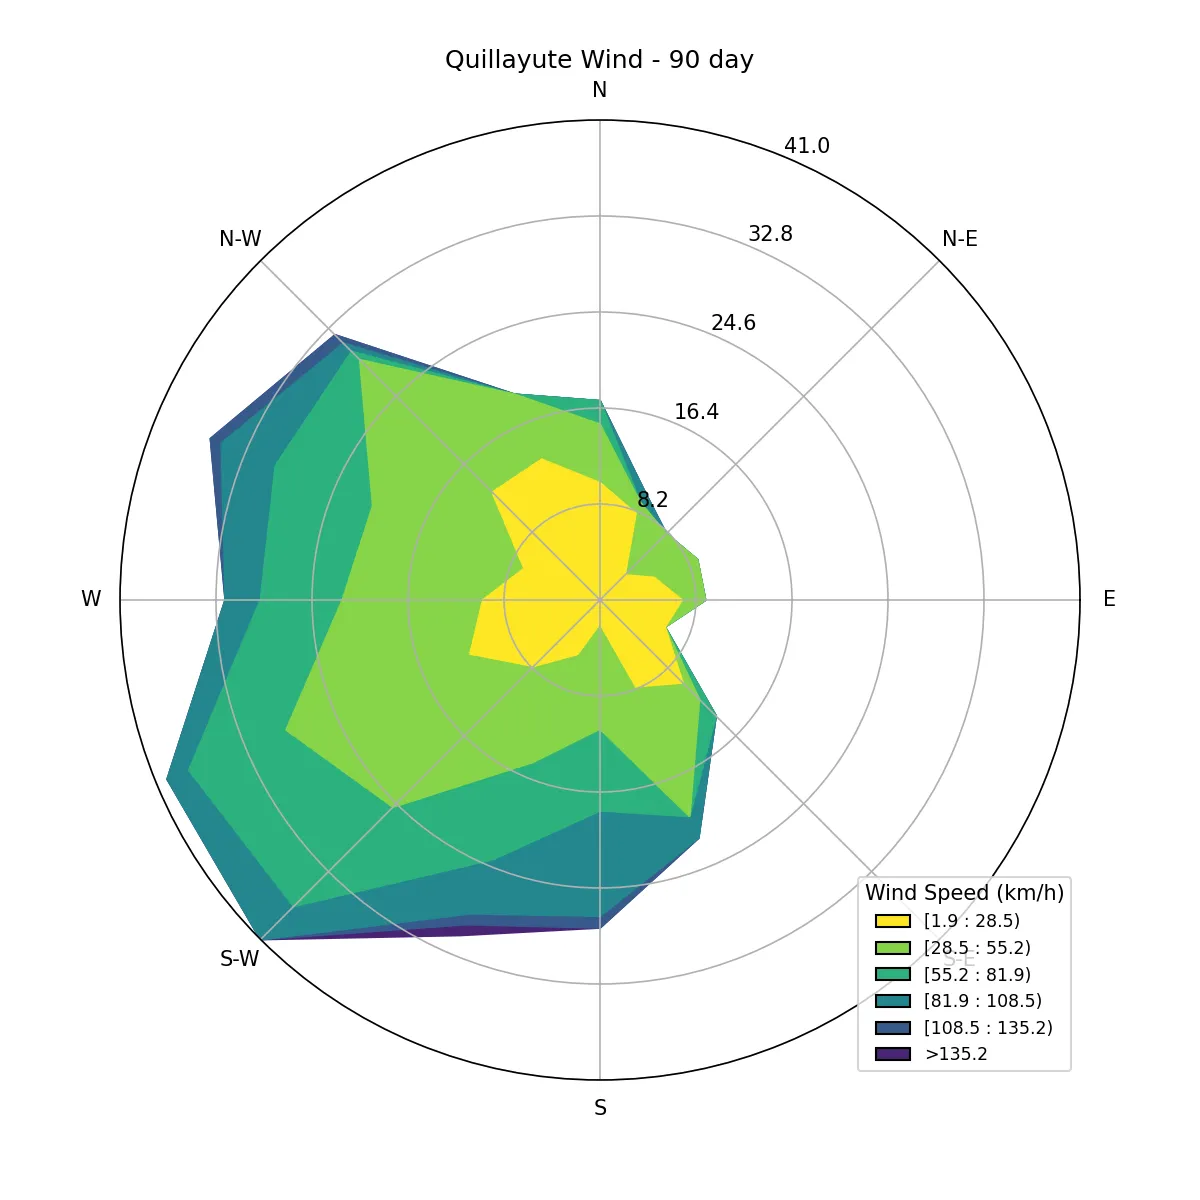 Quillayute Wind - 90 day
N
41.0
32.8
N-W
N-E
24.6
16.4
8.2
W
E
Wind Speed (km/h)
[1.9 : 28.5)
[28.5 : 55.2)
S-W
S-E
[55.2 : 81.9)
[81.9 : 108.5)
[108.5 : 135.2)
>135.2
S